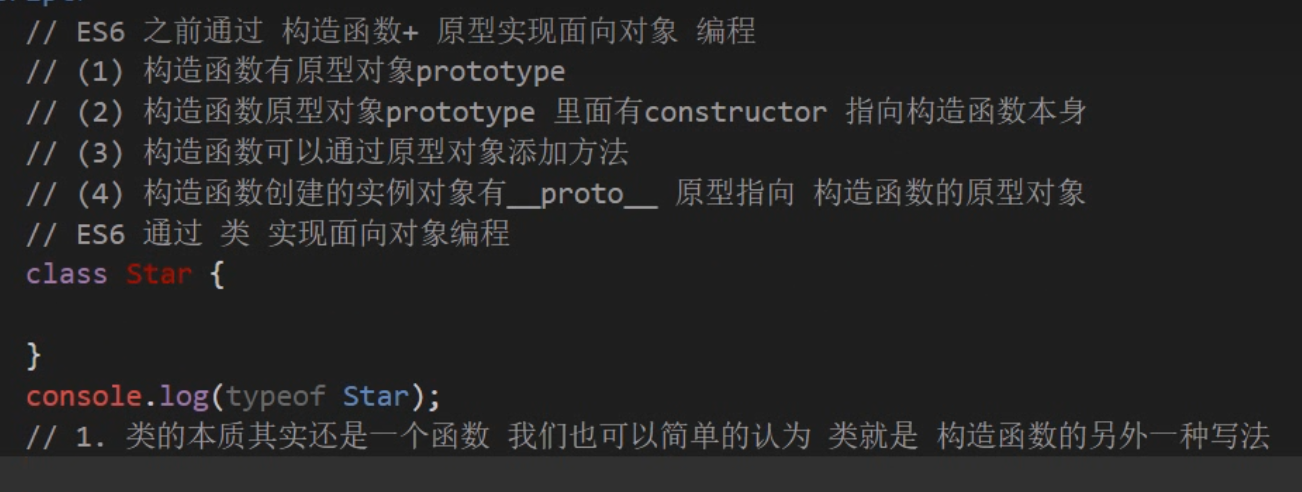 // ES6 之前通过 构造函数+ 原型实现面向对象 编程
// (1) 构造函数有原型对象prototype
// (2) 构造函数原型对象prototype 里面有constructor 指向构造函数本身
// (3) 构造函数可以通过原型对象添加方法
// (4) 构造函数创建的实例对象有__proto__ 原型指向 构造函数的原型对象
// ES6 通过 类 实现面向对象编程
class Star {
}
console.log(typeof Star);
// 1. 类的本质其实还是一个函数 我们也可以简单的认为 类就是 构造函数的另外一种写法